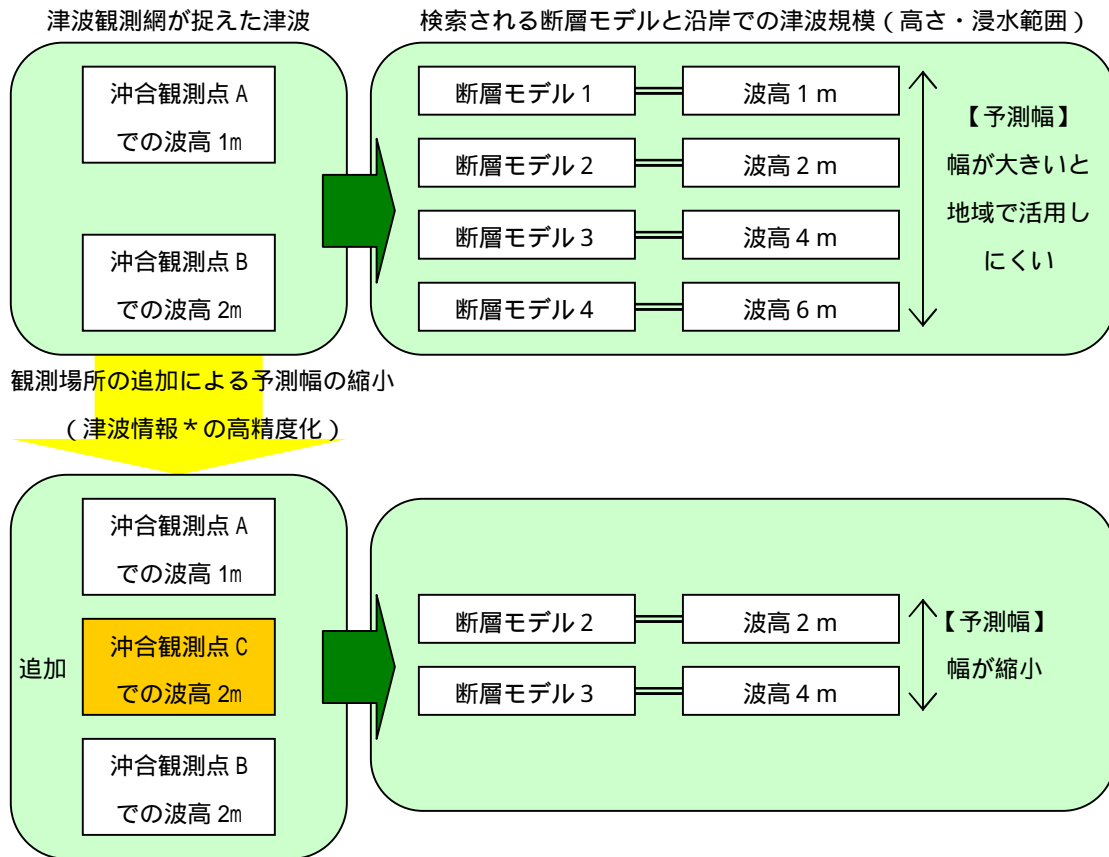 津波観測網が捉えた津波
検索される断層モデルと沿岸での津波規模（高さ・浸水範囲）
沖合観測点 A
での波高 1m
沖合観測点 B
での波高 2m
断層モデル 1
波高 1 m
断層モデル 2
波高 2 m
断層モデル 3
波高 4 m
断層モデル 4
波高 6 m
【予測幅】
幅が大きいと
地域で活用し
にくい
観測場所の追加による予測幅の縮小
（津波情報＊の高精度化）
沖合観測点 A
での波高 1m
追加
沖合観測点 C
での波高 2m
沖合観測点 B
での波高 2m
断層モデル 2
波高 2 m
断層モデル 3
波高 4 m
【予測幅】
幅が縮小